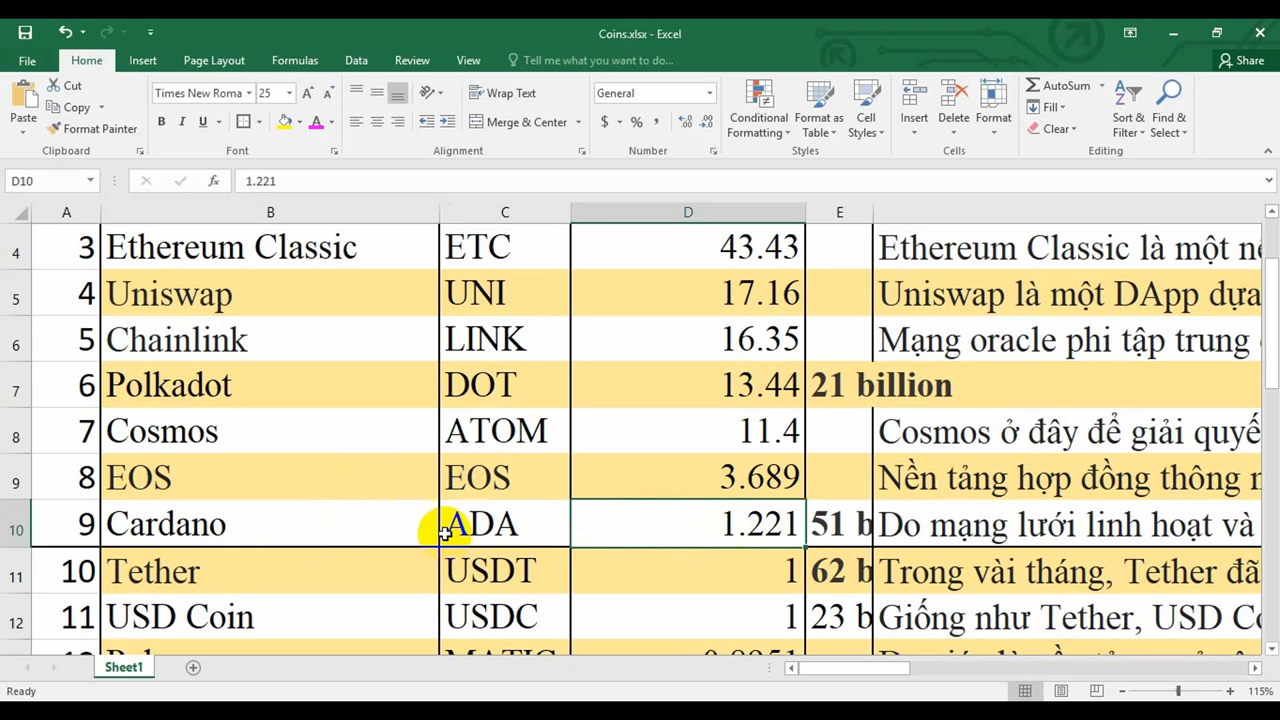 Coins.xlsx - Excel
File Home Insert Page Layout Formulas Data Review View Tell me what you want to do... Share
Paste Cut Copy Format Painter Clipboard
Times New Roma 25 B I U A Font
Wrap Text Merge & Center Alignment
General $ % , Number
Conditional Formatting Format as Table Cell Styles Styles
Insert Delete Format Cells
AutoSum Fill Clear Sort & Filter Find & Select Editing
D10 fx 1.221
A B C D E
4 3 Ethereum Classic ETC 43.43 Ethereum Classic là một
5 4 Uniswap UNI 17.16 Uniswap là một DApp dựa
6 5 Chainlink LINK 16.35 Mạng oracle phi tập trung
7 6 Polkadot DOT 13.44 21 billion
8 7 Cosmos ATOM 11.4 Cosmos ở đây để giải
9 8 EOS EOS 3.689 Nền tảng hợp đồng thông
10 9 Cardano ADA 1.221 51 b Do mạng lưới linh hoạt và
11 10 Tether USDT 1 62 b Trong vài tháng, Tether đã
12 11 USD Coin USDC 1 23 b Giống như Tether, USD
Sheet1
Ready 115%